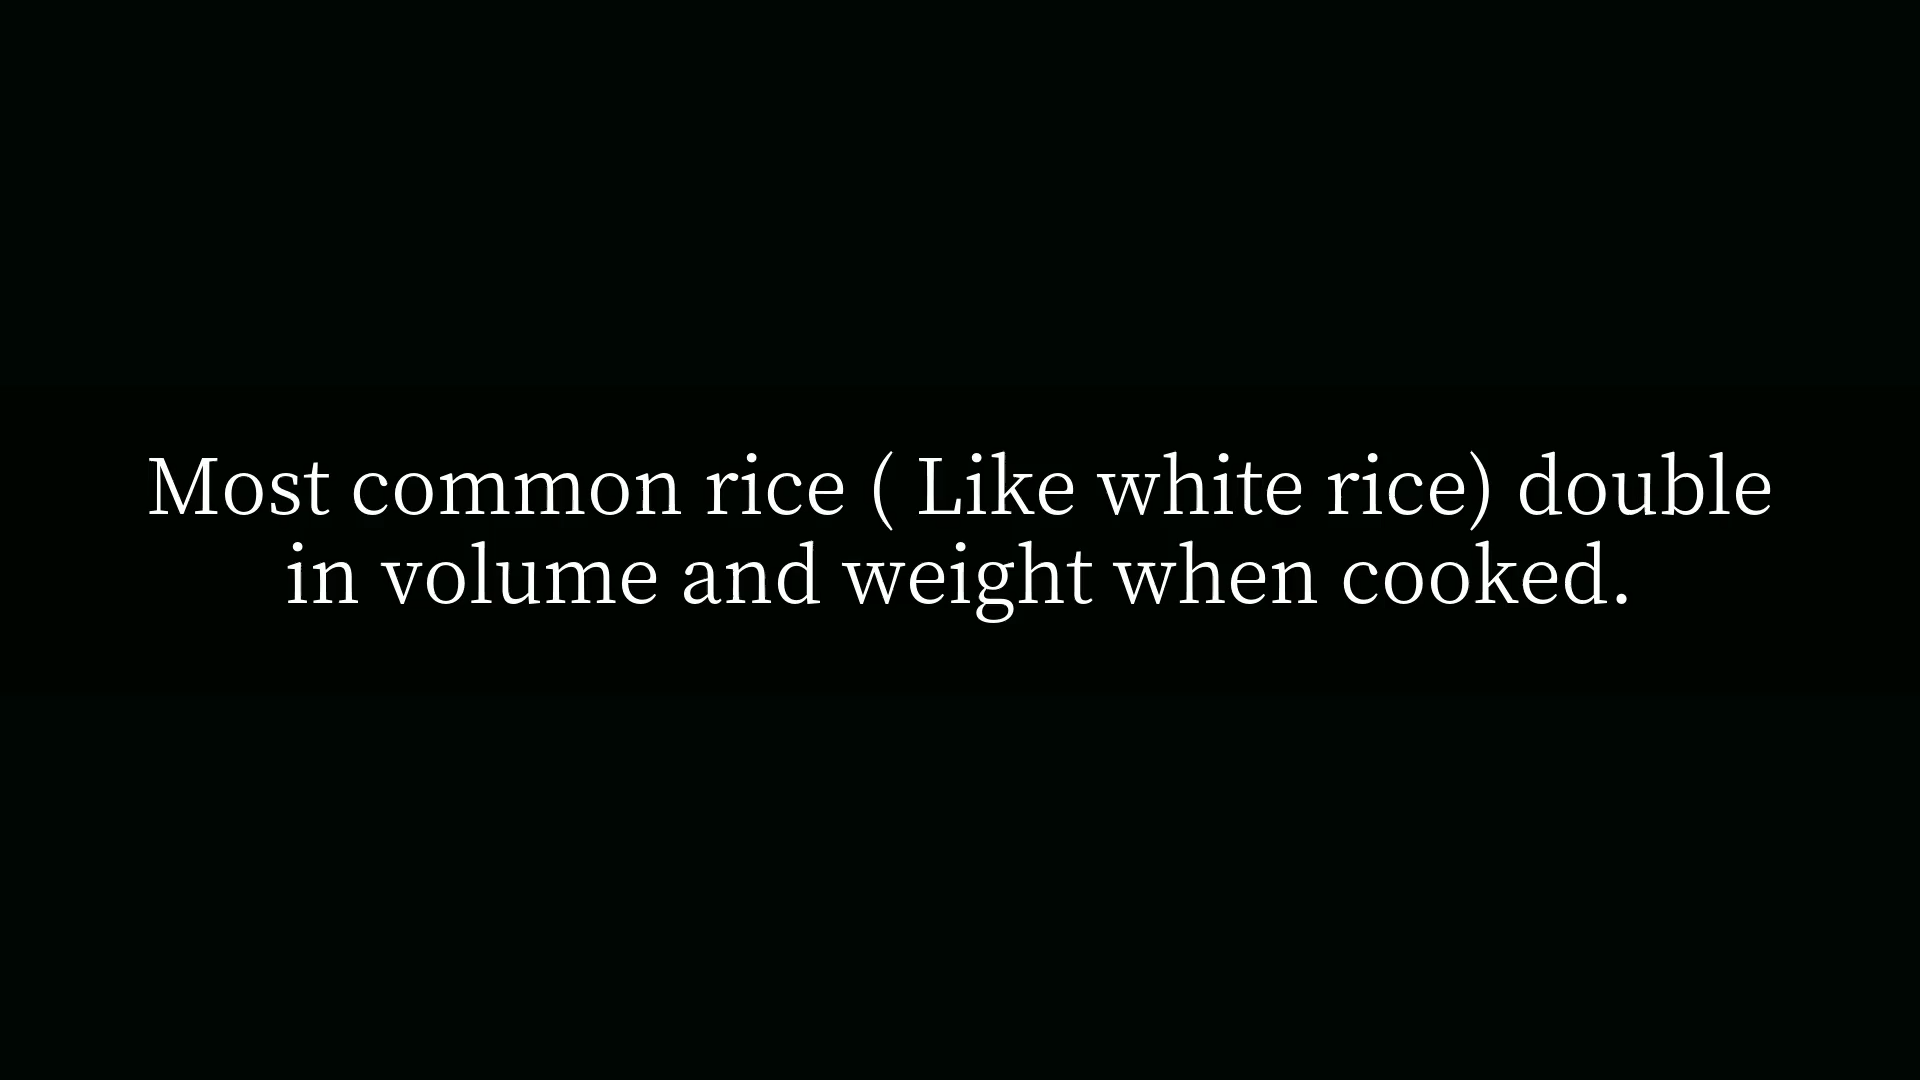 Most common rice ( Like white rice) double
in volume and weight when cooked.